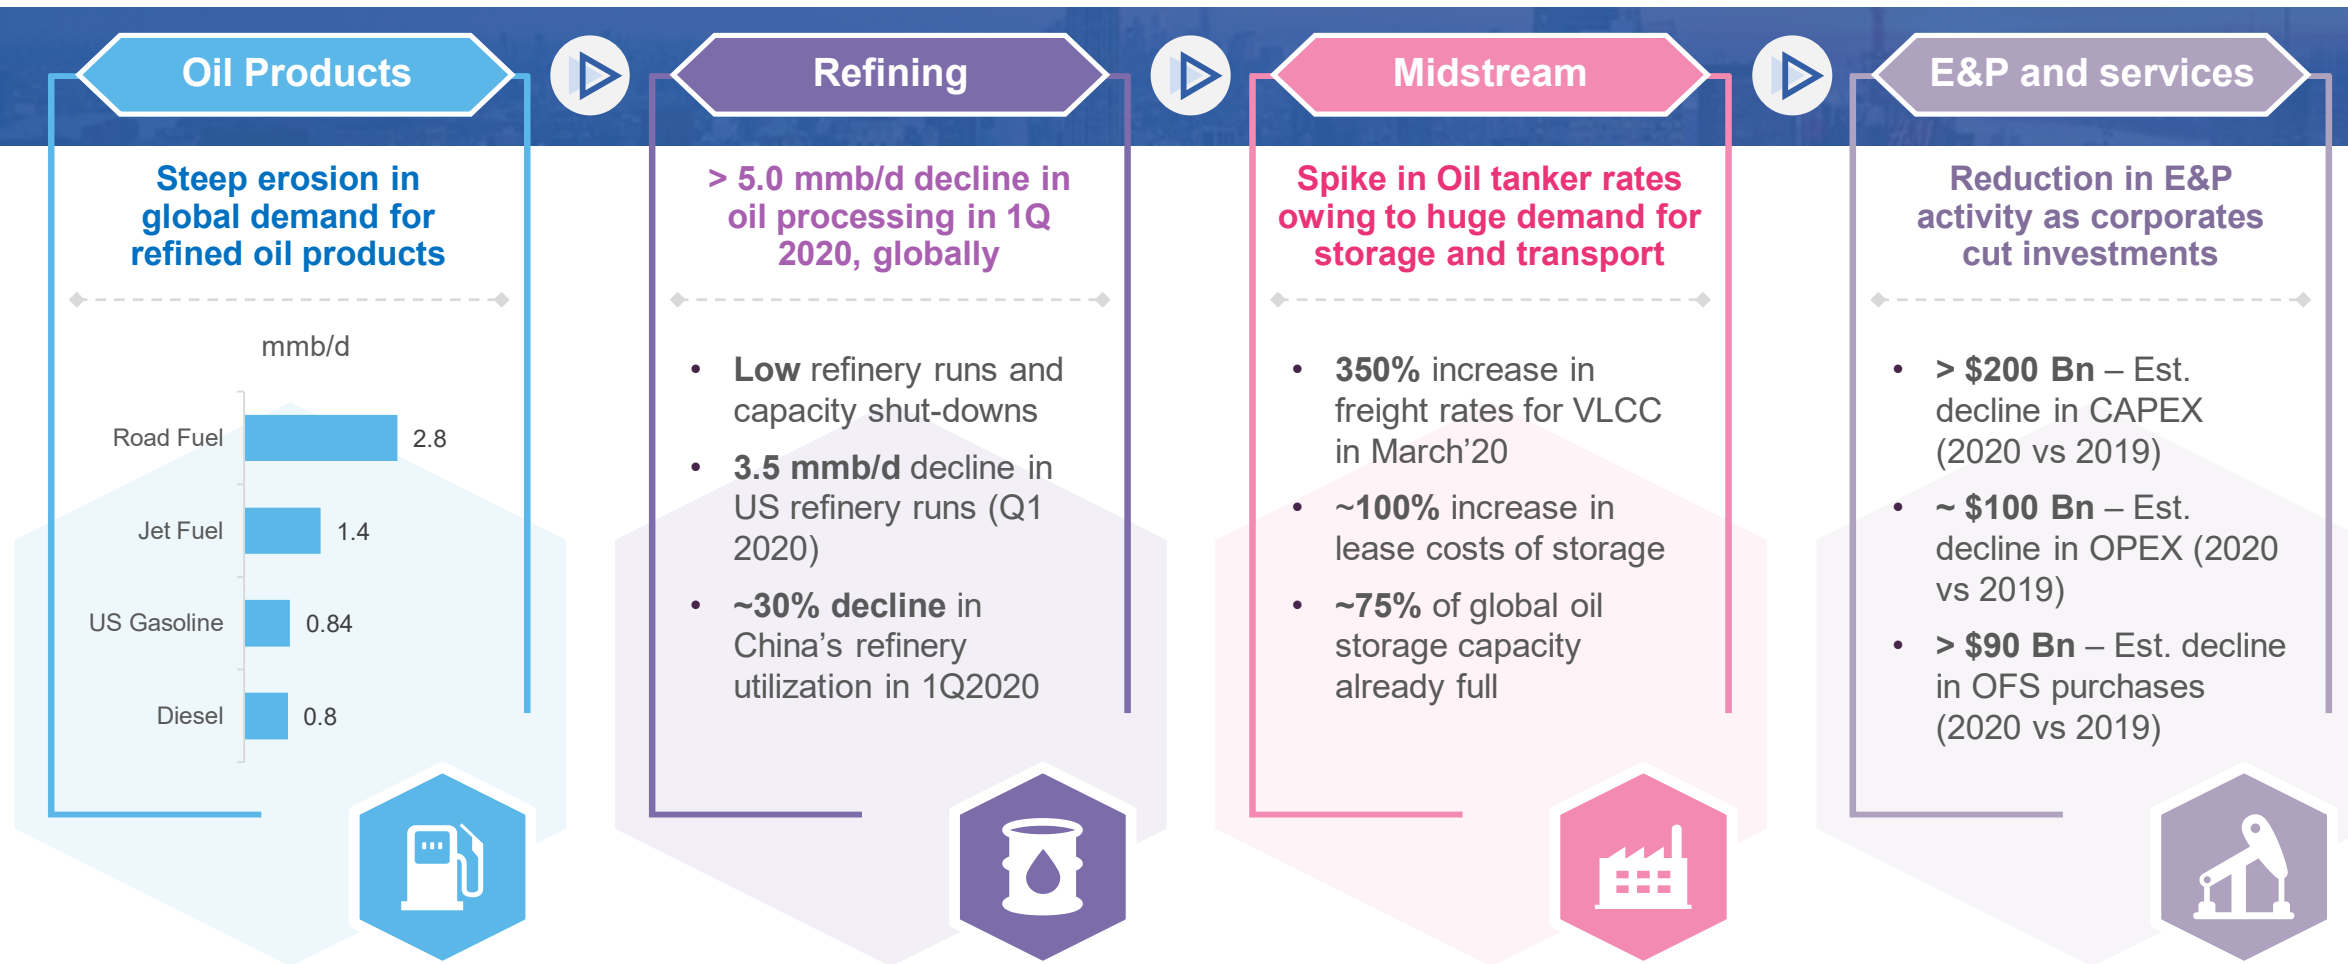 Oil Products
Steep erosion in
global demand for
refined oil products
mmb/d
Road Fuel 2.8
Jet Fuel 1.4
US Gasoline 0.84
Diesel 0.8
Refining
> 5.0 mmb/d decline in
oil processing in 1Q
2020, globally
• Low refinery runs and
capacity shut-downs
• 3.5 mmb/d decline in
US refinery runs (Q1
2020)
• ~30% decline in
China’s refinery
utilization in 1Q2020
Midstream
Spike in Oil tanker rates
owing to huge demand for
storage and transport
• 350% increase in
freight rates for VLCC
in March’20
• ~100% increase in
lease costs of storage
• ~75% of global oil
storage capacity
already full
E&P and services
Reduction in E&P
activity as corporates
cut investments
• > $200 Bn – Est.
decline in CAPEX
(2020 vs 2019)
• ~ $100 Bn – Est.
decline in OPEX (2020
vs 2019)
• > $90 Bn – Est. decline
in OFS purchases
(2020 vs 2019)